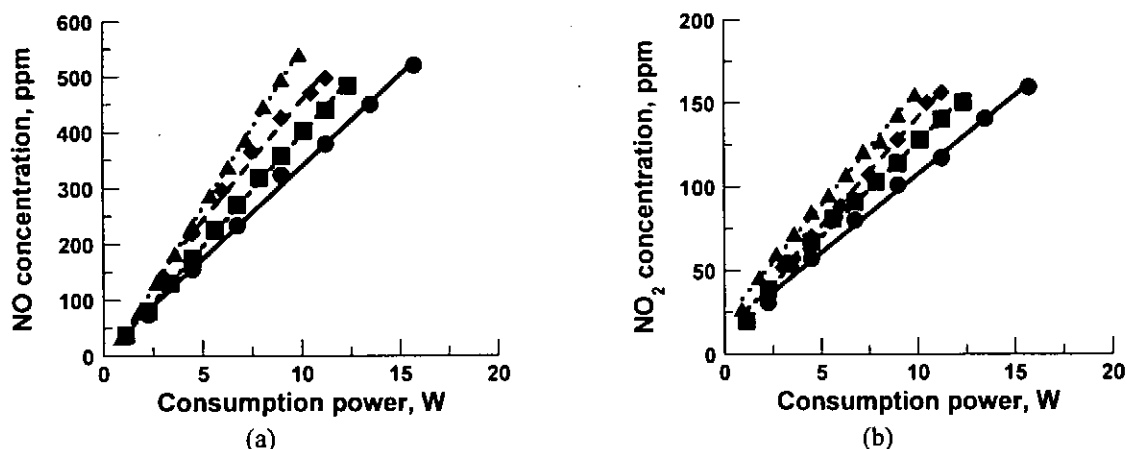 600
500
400
300
200
100
0
NO concentration, ppm
0 5 10 15 20
Consumption power, W
(a)
200
150
100
50
0
NO₂ concentration, ppm
0 5 10 15 20
Consumption power, W
(b)